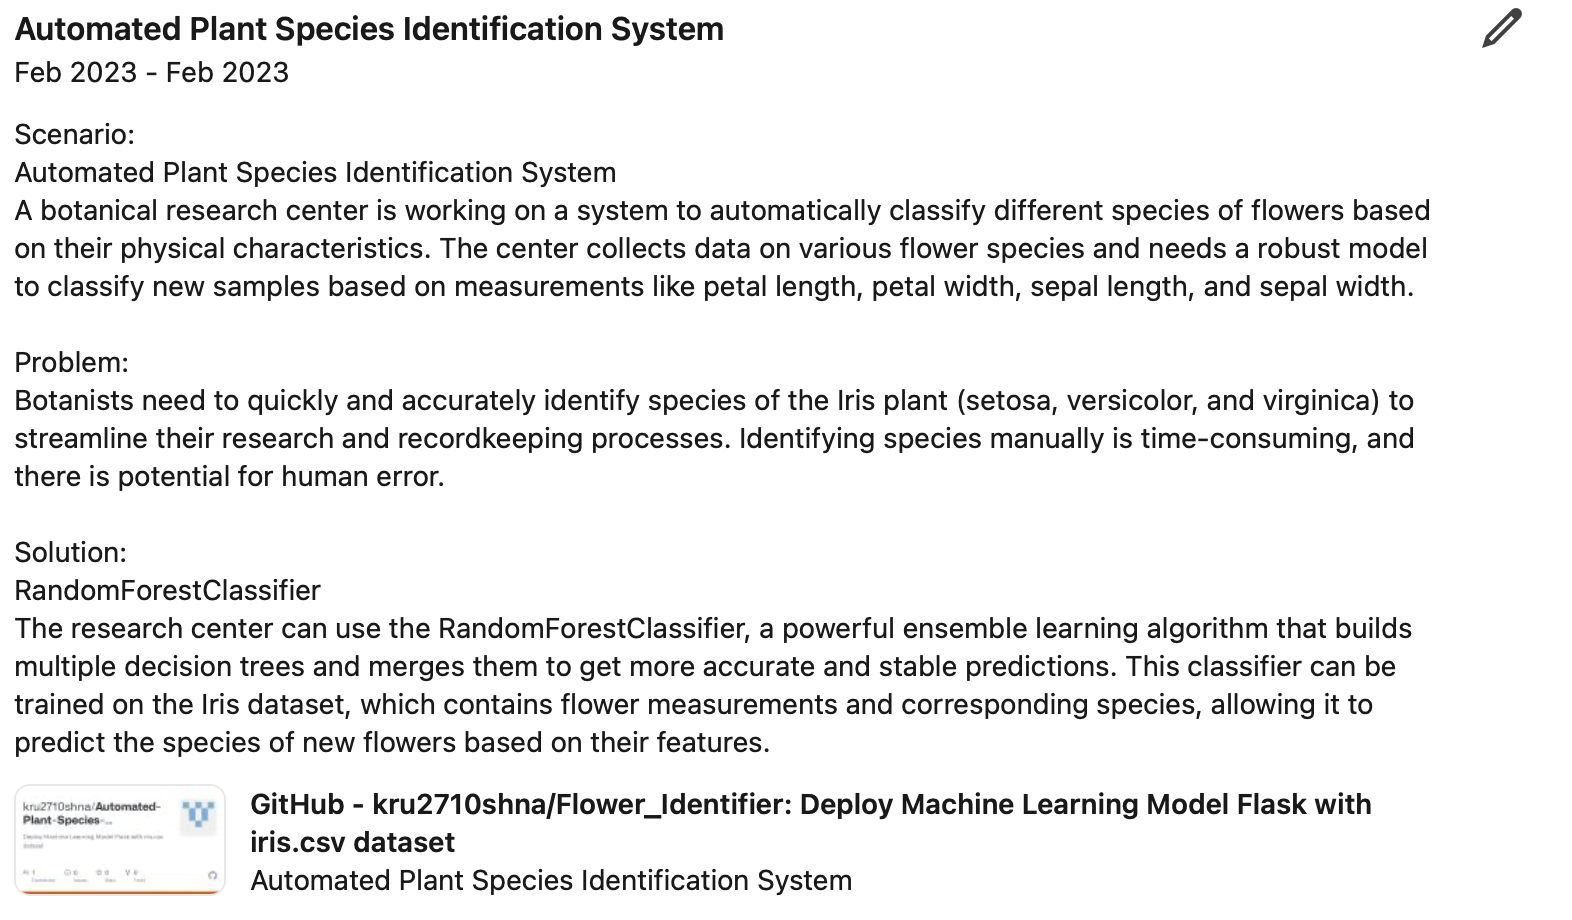 Automated Plant Species Identification System
Feb 2023 - Feb 2023
Scenario:
Automated Plant Species Identification System
A botanical research center is working on a system to automatically classify different species of flowers based
on their physical characteristics. The center collects data on various flower species and needs a robust model
to classify new samples based on measurements like petal length, petal width, sepal length, and sepal width.
Problem:
Botanists need to quickly and accurately identify species of the Iris plant (setosa, versicolor, and virginica) to
streamline their research and recordkeeping processes. Identifying species manually is time-consuming, and
there is potential for human error.
Solution:
RandomForestClassifier
The research center can use the RandomForestClassifier, a powerful ensemble learning algorithm that builds
multiple decision trees and merges them to get more accurate and stable predictions. This classifier can be
trained on the Iris dataset, which contains flower measurements and corresponding species, allowing it to
predict the species of new flowers based on their features.
kru2710shna/Automated-
Plant-Species-...
Deploy Machine Learning Model Flask with iris.csv
dataset
GitHub - kru2710shna/Flower_Identifier: Deploy Machine Learning Model Flask with
iris.csv dataset
Automated Plant Species Identification System